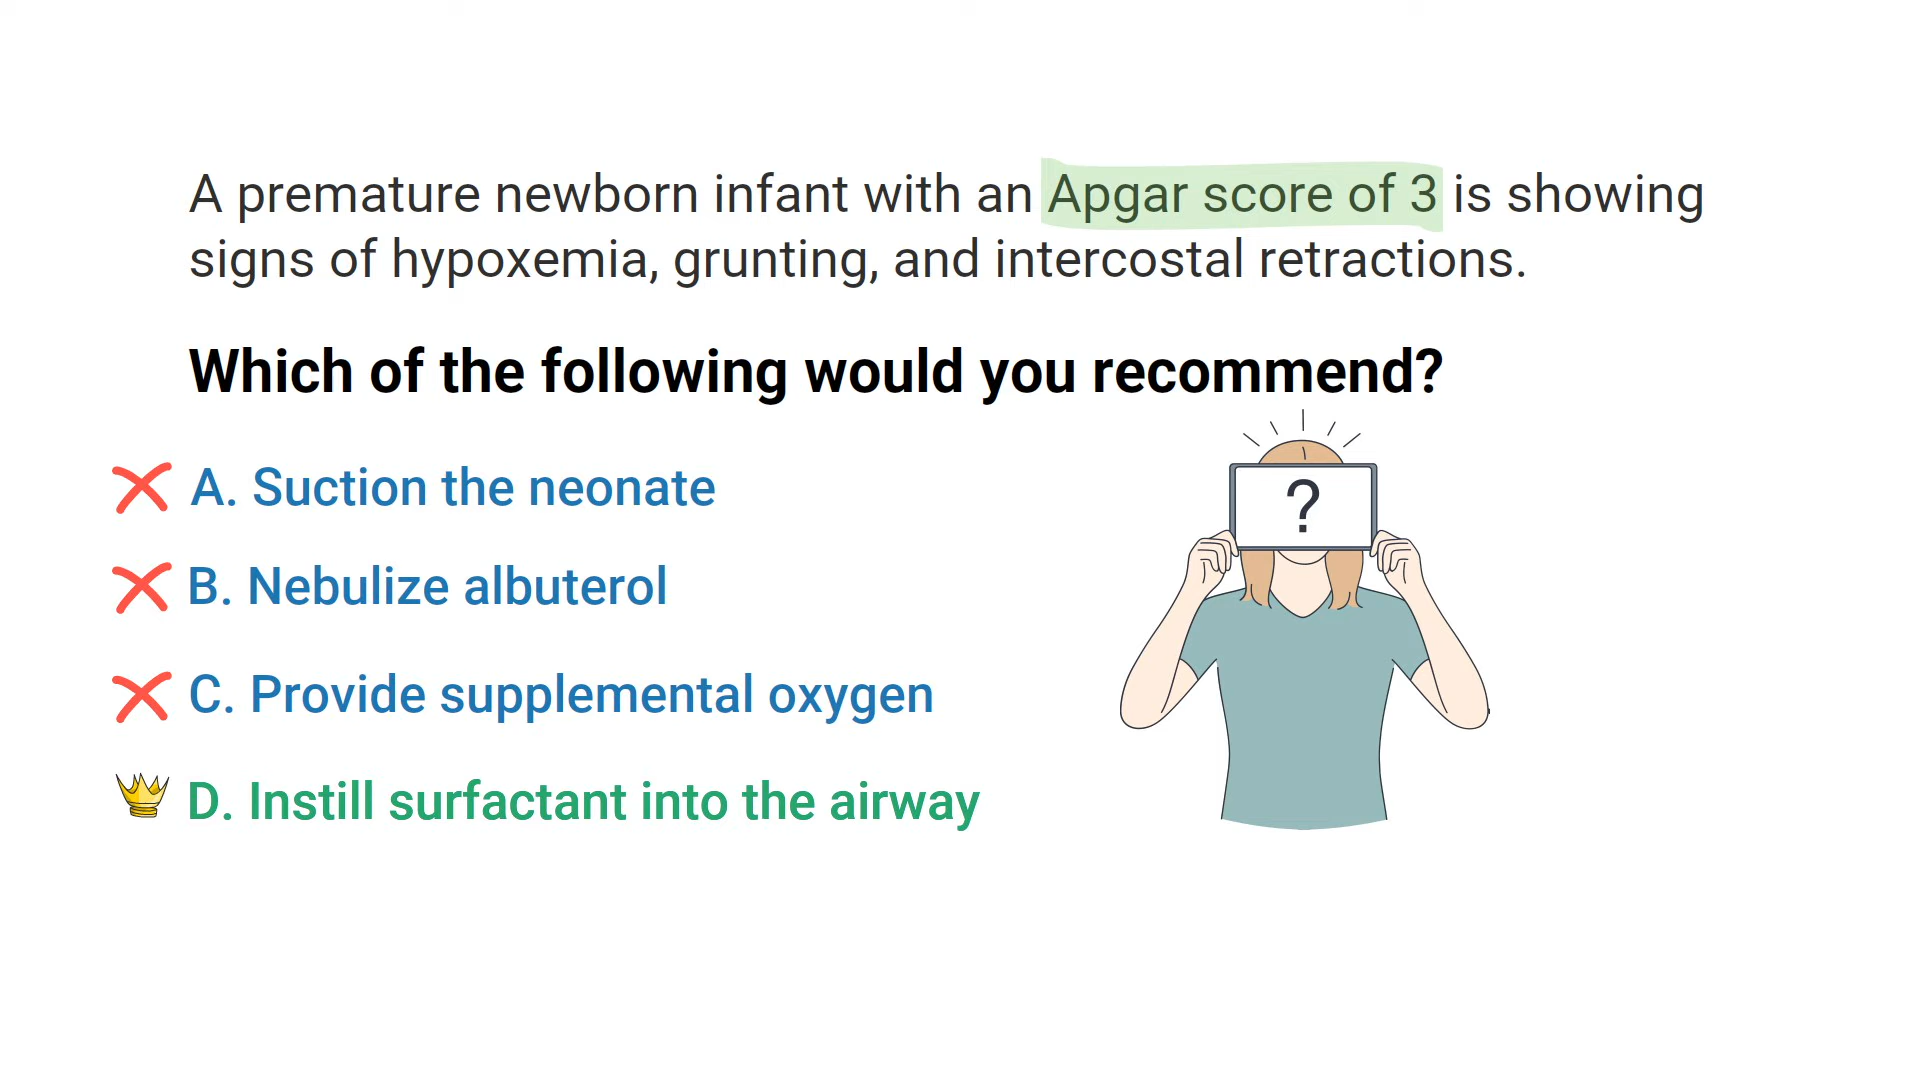 A premature newborn infant with an Apgar score of 3 is showing
signs of hypoxemia, grunting, and intercostal retractions.
Which of the following would you recommend?
?
A. Suction the neonate
B. Nebulize albuterol
C. Provide supplemental oxygen
D. Instill surfactant into the airway